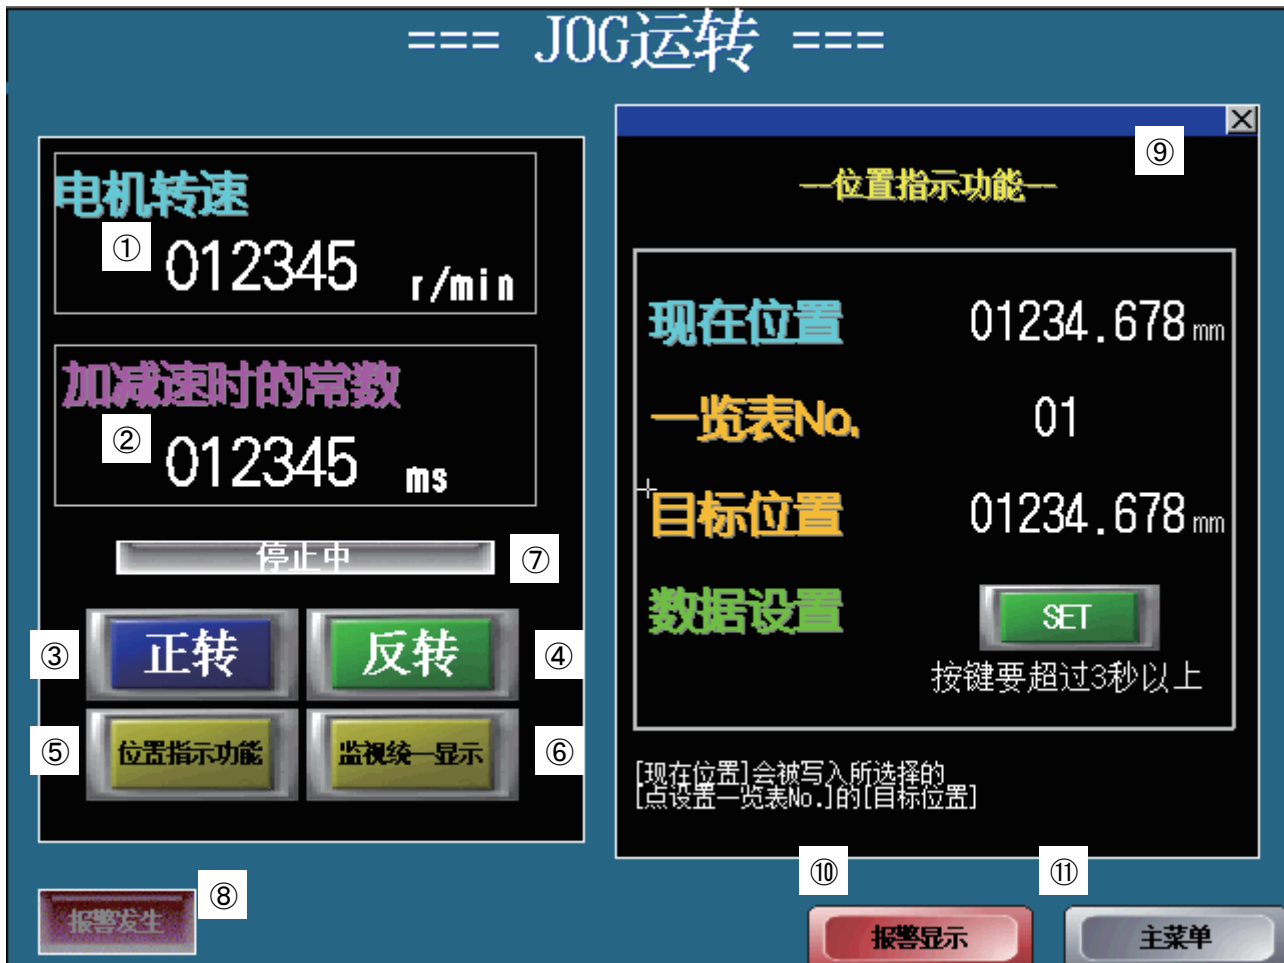 === JOG运转 ===
电机转速
① 012345 r/min
加减速时的常数
② 012345 ms
停止中 ⑦
③ 正转 反转 ④
⑤ 位置指示功能 监视统一显示 ⑥
⑧
报警发生
⑨
—位置指示功能—
现在位置 01234.678 mm
一览表No. 01
目标位置 01234.678 mm
数据设置 SET
按键要超过3秒以上
[现在位置]会被写入所选择的
[点设置一览表No.]的[目标位置]
⑩ ⑪
报警显示 主菜单